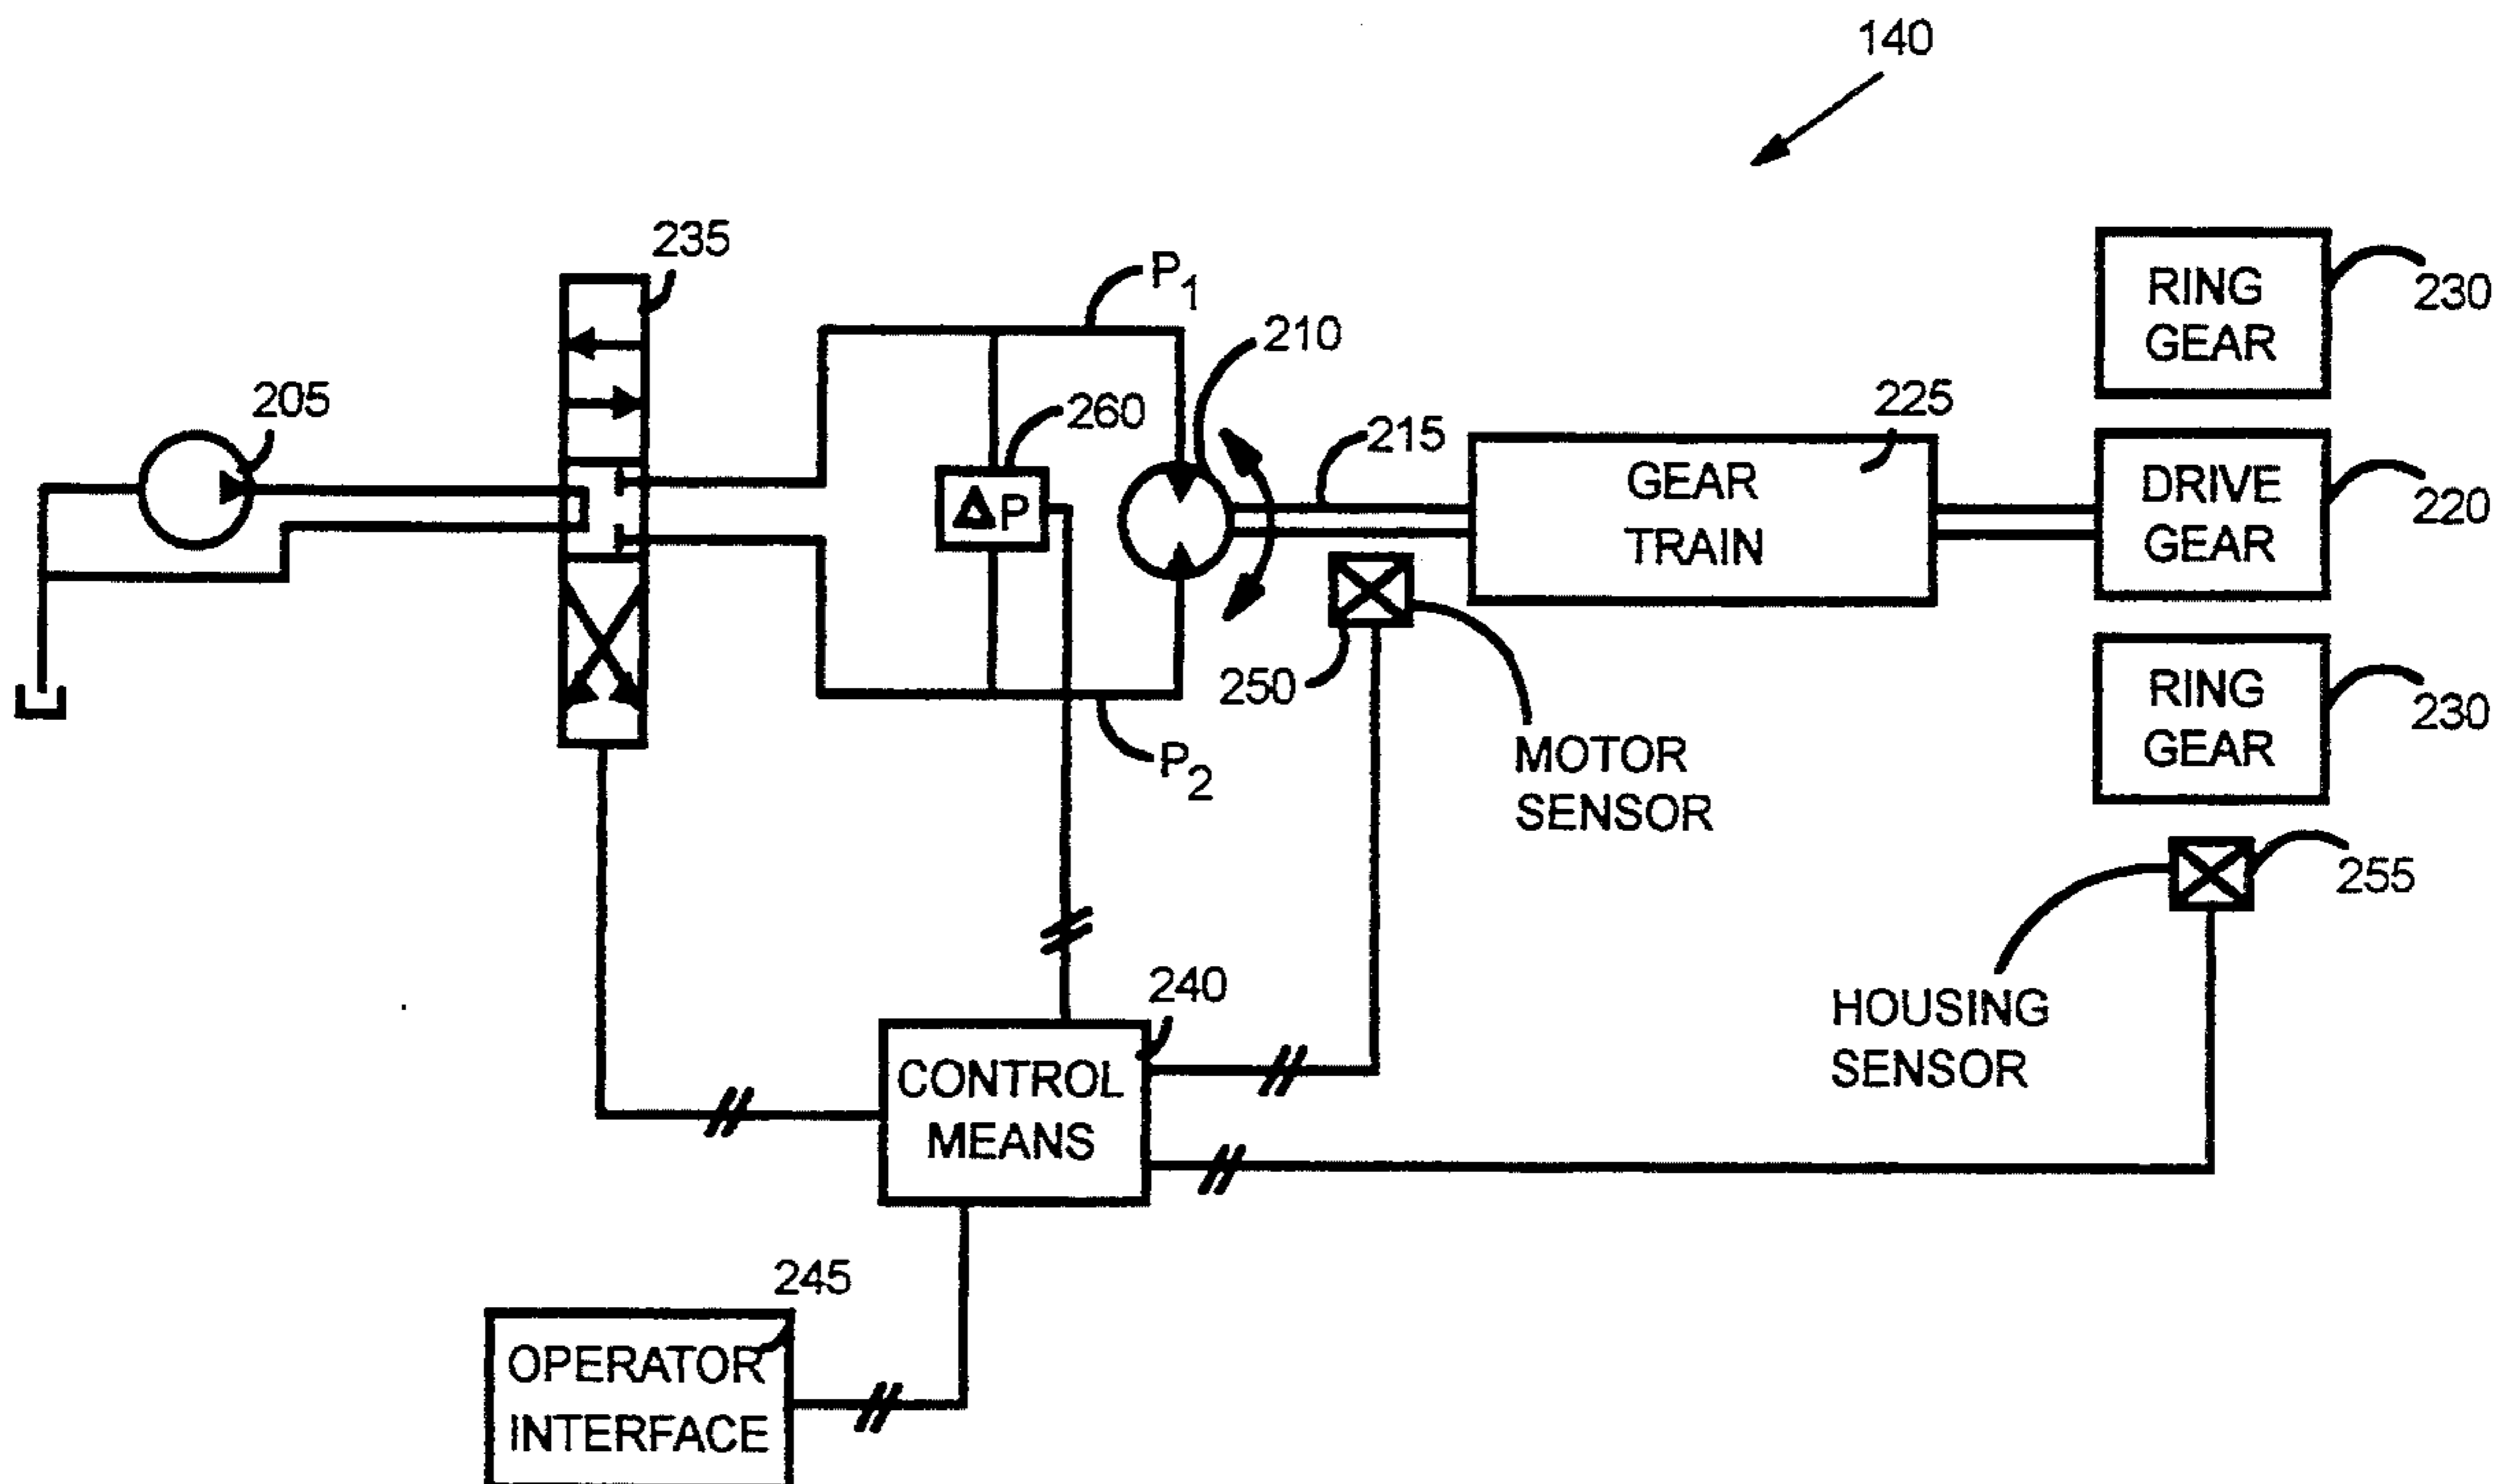 140
235
P1
RING
GEAR
230
210
205
260
215
225
GEAR
TRAIN
DRIVE
GEAR
220
ΔP
250
RING
GEAR
230
P2
MOTOR
SENSOR
255
240
HOUSING
SENSOR
CONTROL
MEANS
245
OPERATOR
INTERFACE